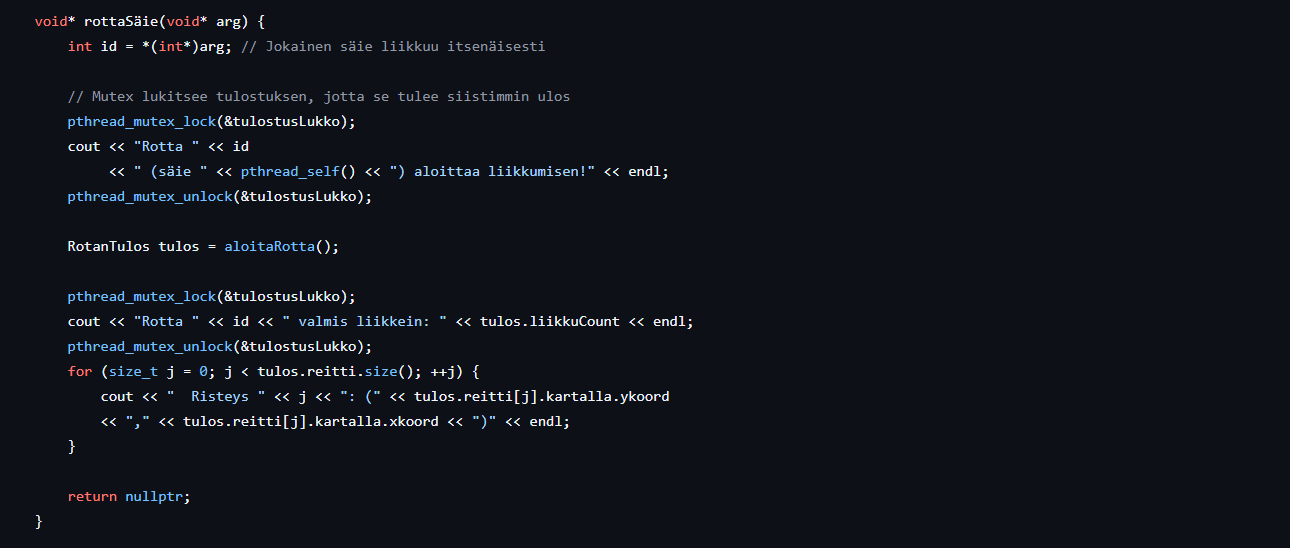 void* rottaSäie(void* arg) {
    int id = *(int*)arg; // Jokainen säie liikkuu itsenäisesti

    // Mutex lukitsee tulostuksen, jotta se tulee siistimmin ulos
    pthread_mutex_lock(&tulostusLukko);
    cout << "Rotta " << id
         << " (säie " << pthread_self() << ") aloittaa liikkumisen!" << endl;
    pthread_mutex_unlock(&tulostusLukko);

    RotanTulos tulos = aloitaRotta();

    pthread_mutex_lock(&tulostusLukko);
    cout << "Rotta " << id << " valmis liikkein: " << tulos.liikkuCount << endl;
    pthread_mutex_unlock(&tulostusLukko);
    for (size_t j = 0; j < tulos.reitti.size(); ++j) {
        cout << "  Risteys " << j << ": (" << tulos.reitti[j].kartalla.ykoord
        << "," << tulos.reitti[j].kartalla.xkoord << ")" << endl;
    }

    return nullptr;
}